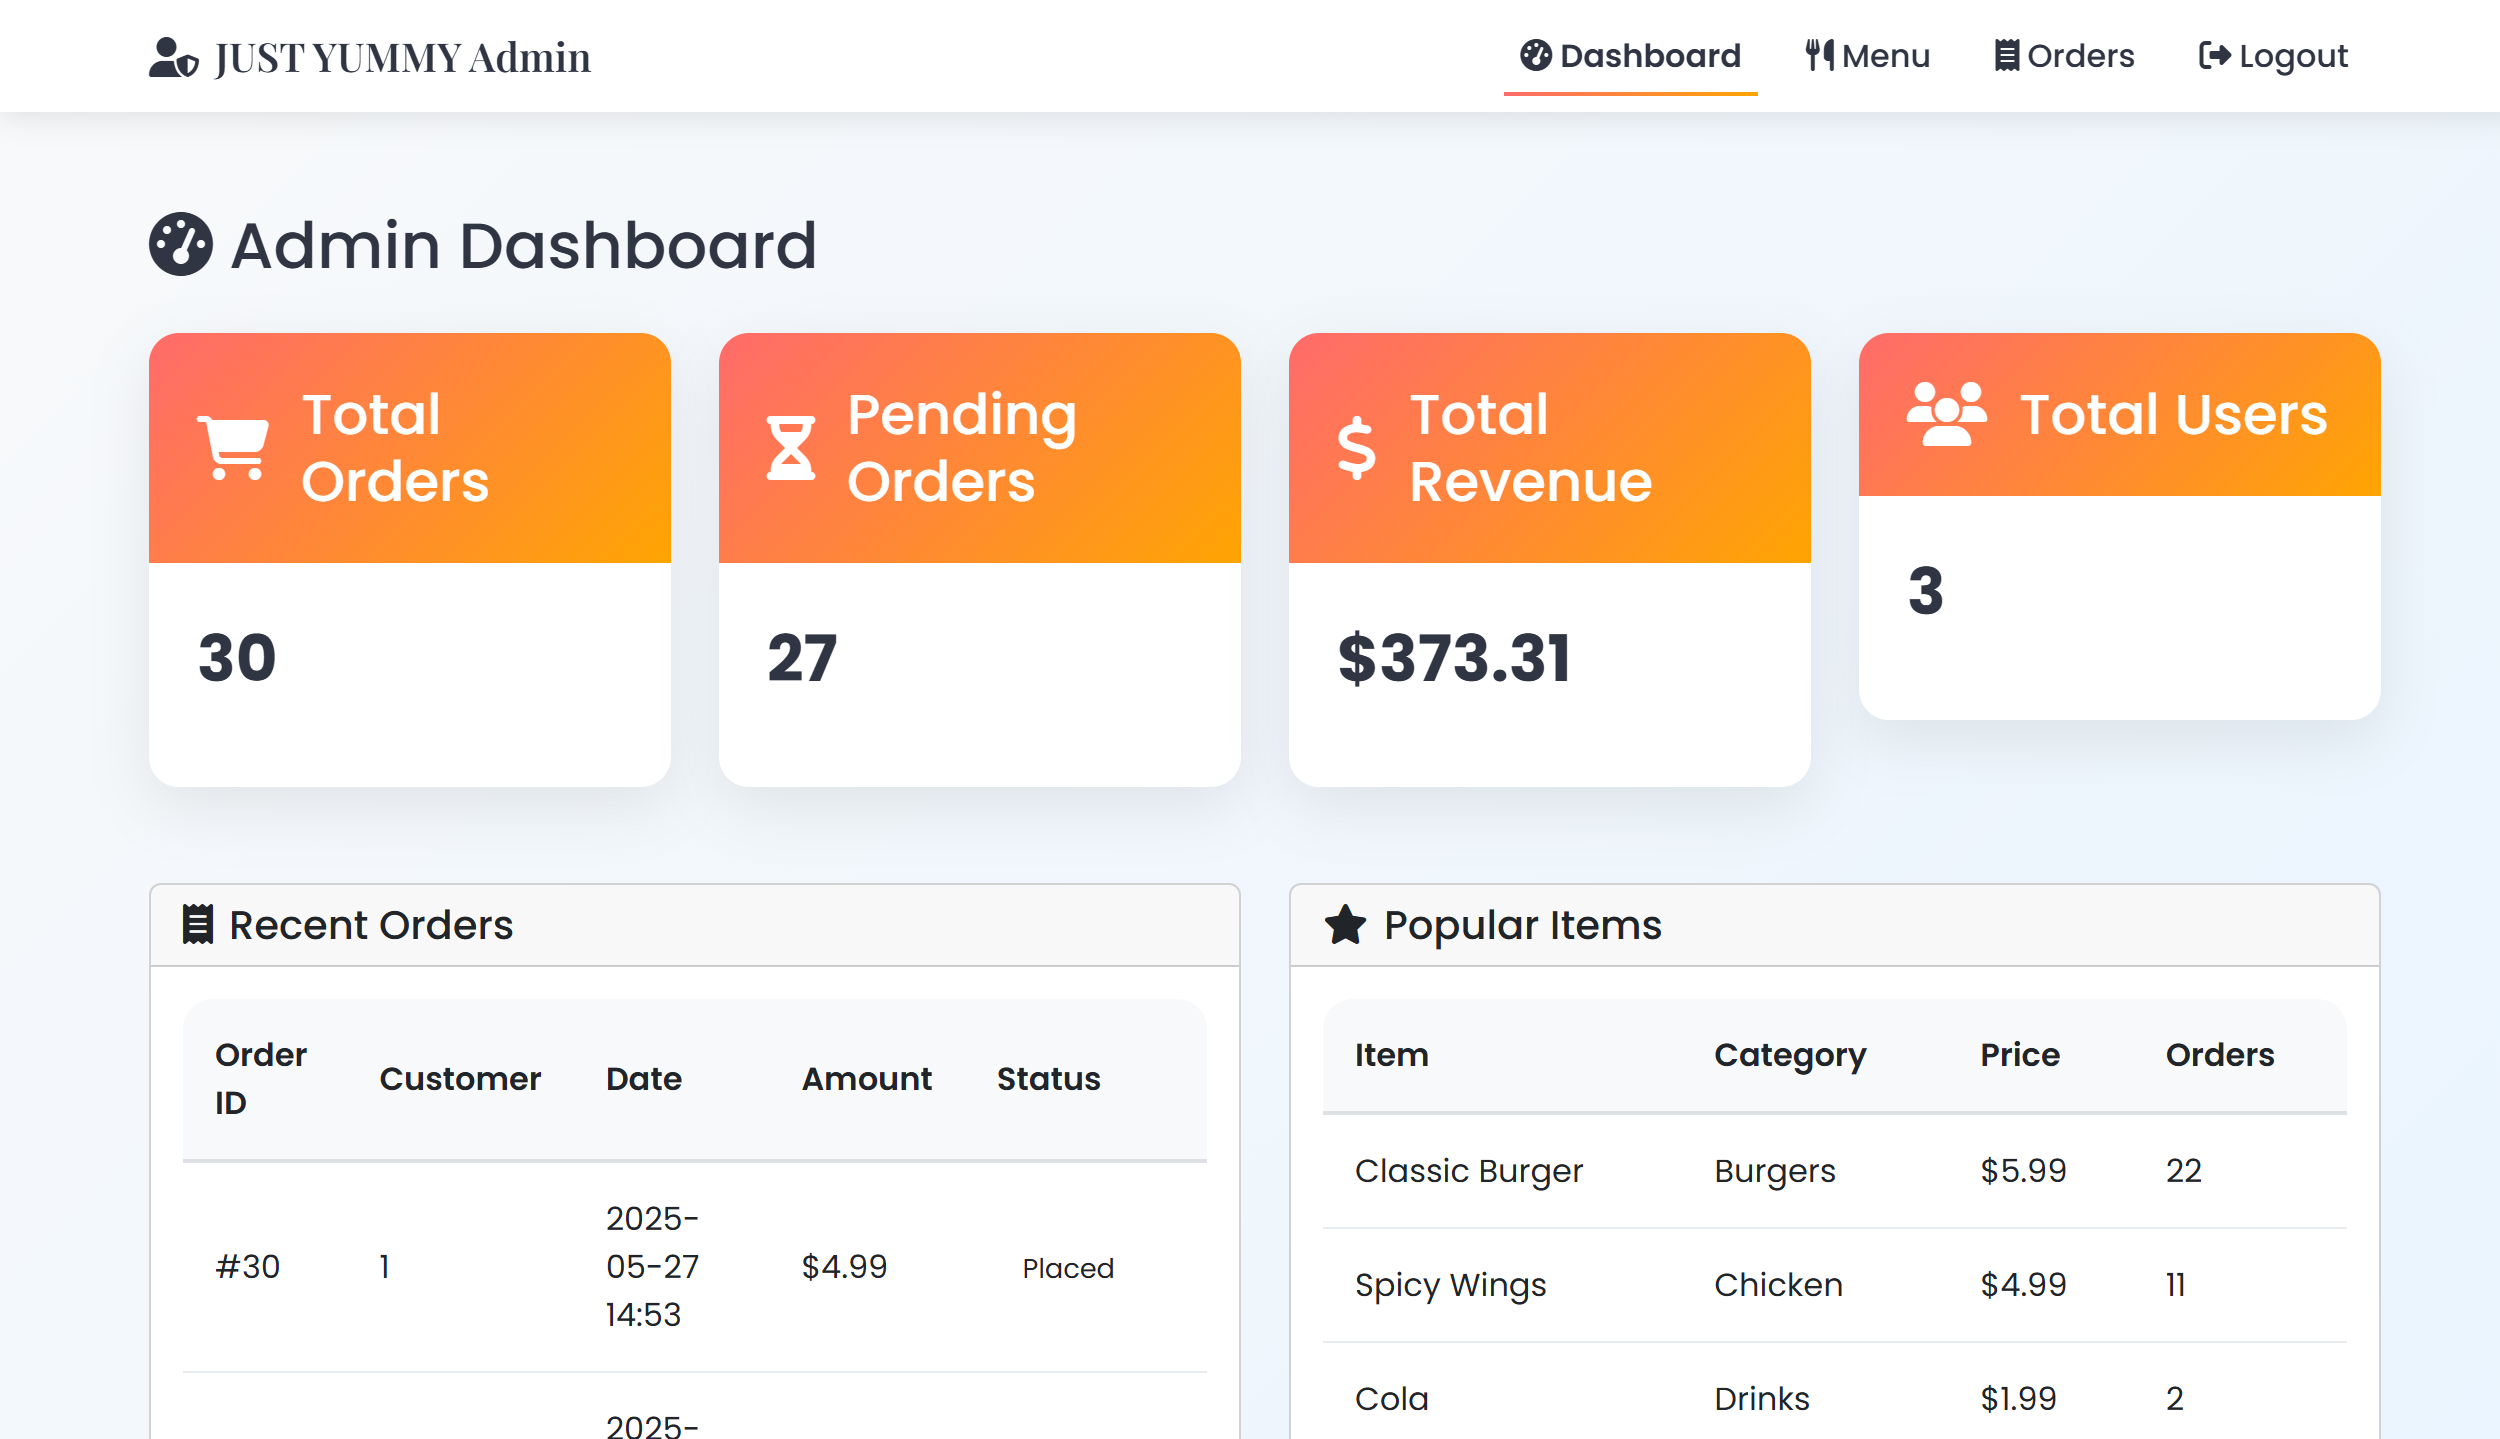 JUST YUMMY Admin
Dashboard
Menu
Orders
Logout
Admin Dashboard
Total
Orders
30
Pending
Orders
27
Total
Revenue
$373.31
Total Users
3
Recent Orders
Order
ID
Customer
Date
Amount
Status
#30
1
2025-
05-27
14:53
$4.99
Placed
2025-
Popular Items
Item
Category
Price
Orders
Classic Burger
Burgers
$5.99
22
Spicy Wings
Chicken
$4.99
11
Cola
Drinks
$1.99
2